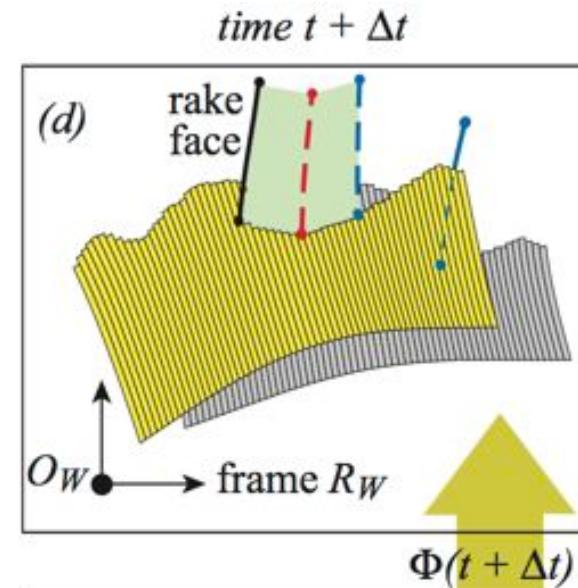 time t + Δt
(d)
rake
face
O_W
frame R_W
Φ(t + Δt)